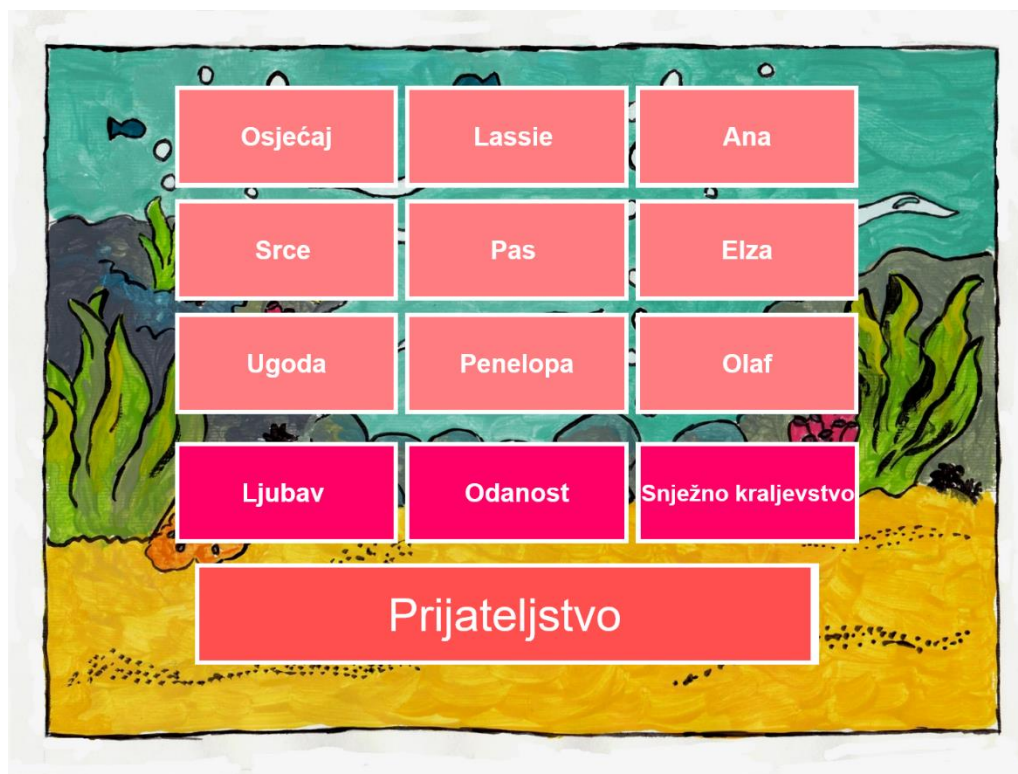 Osjećaj
Lassie
Ana
Srce
Pas
Elza
Ugoda
Penelopa
Olaf
Ljubav
Odanost
Snježno kraljevstvo
Prijateljstvo